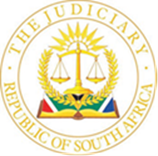 THE JUDICIARY
REPUBLIC OF SOUTH AFRICA